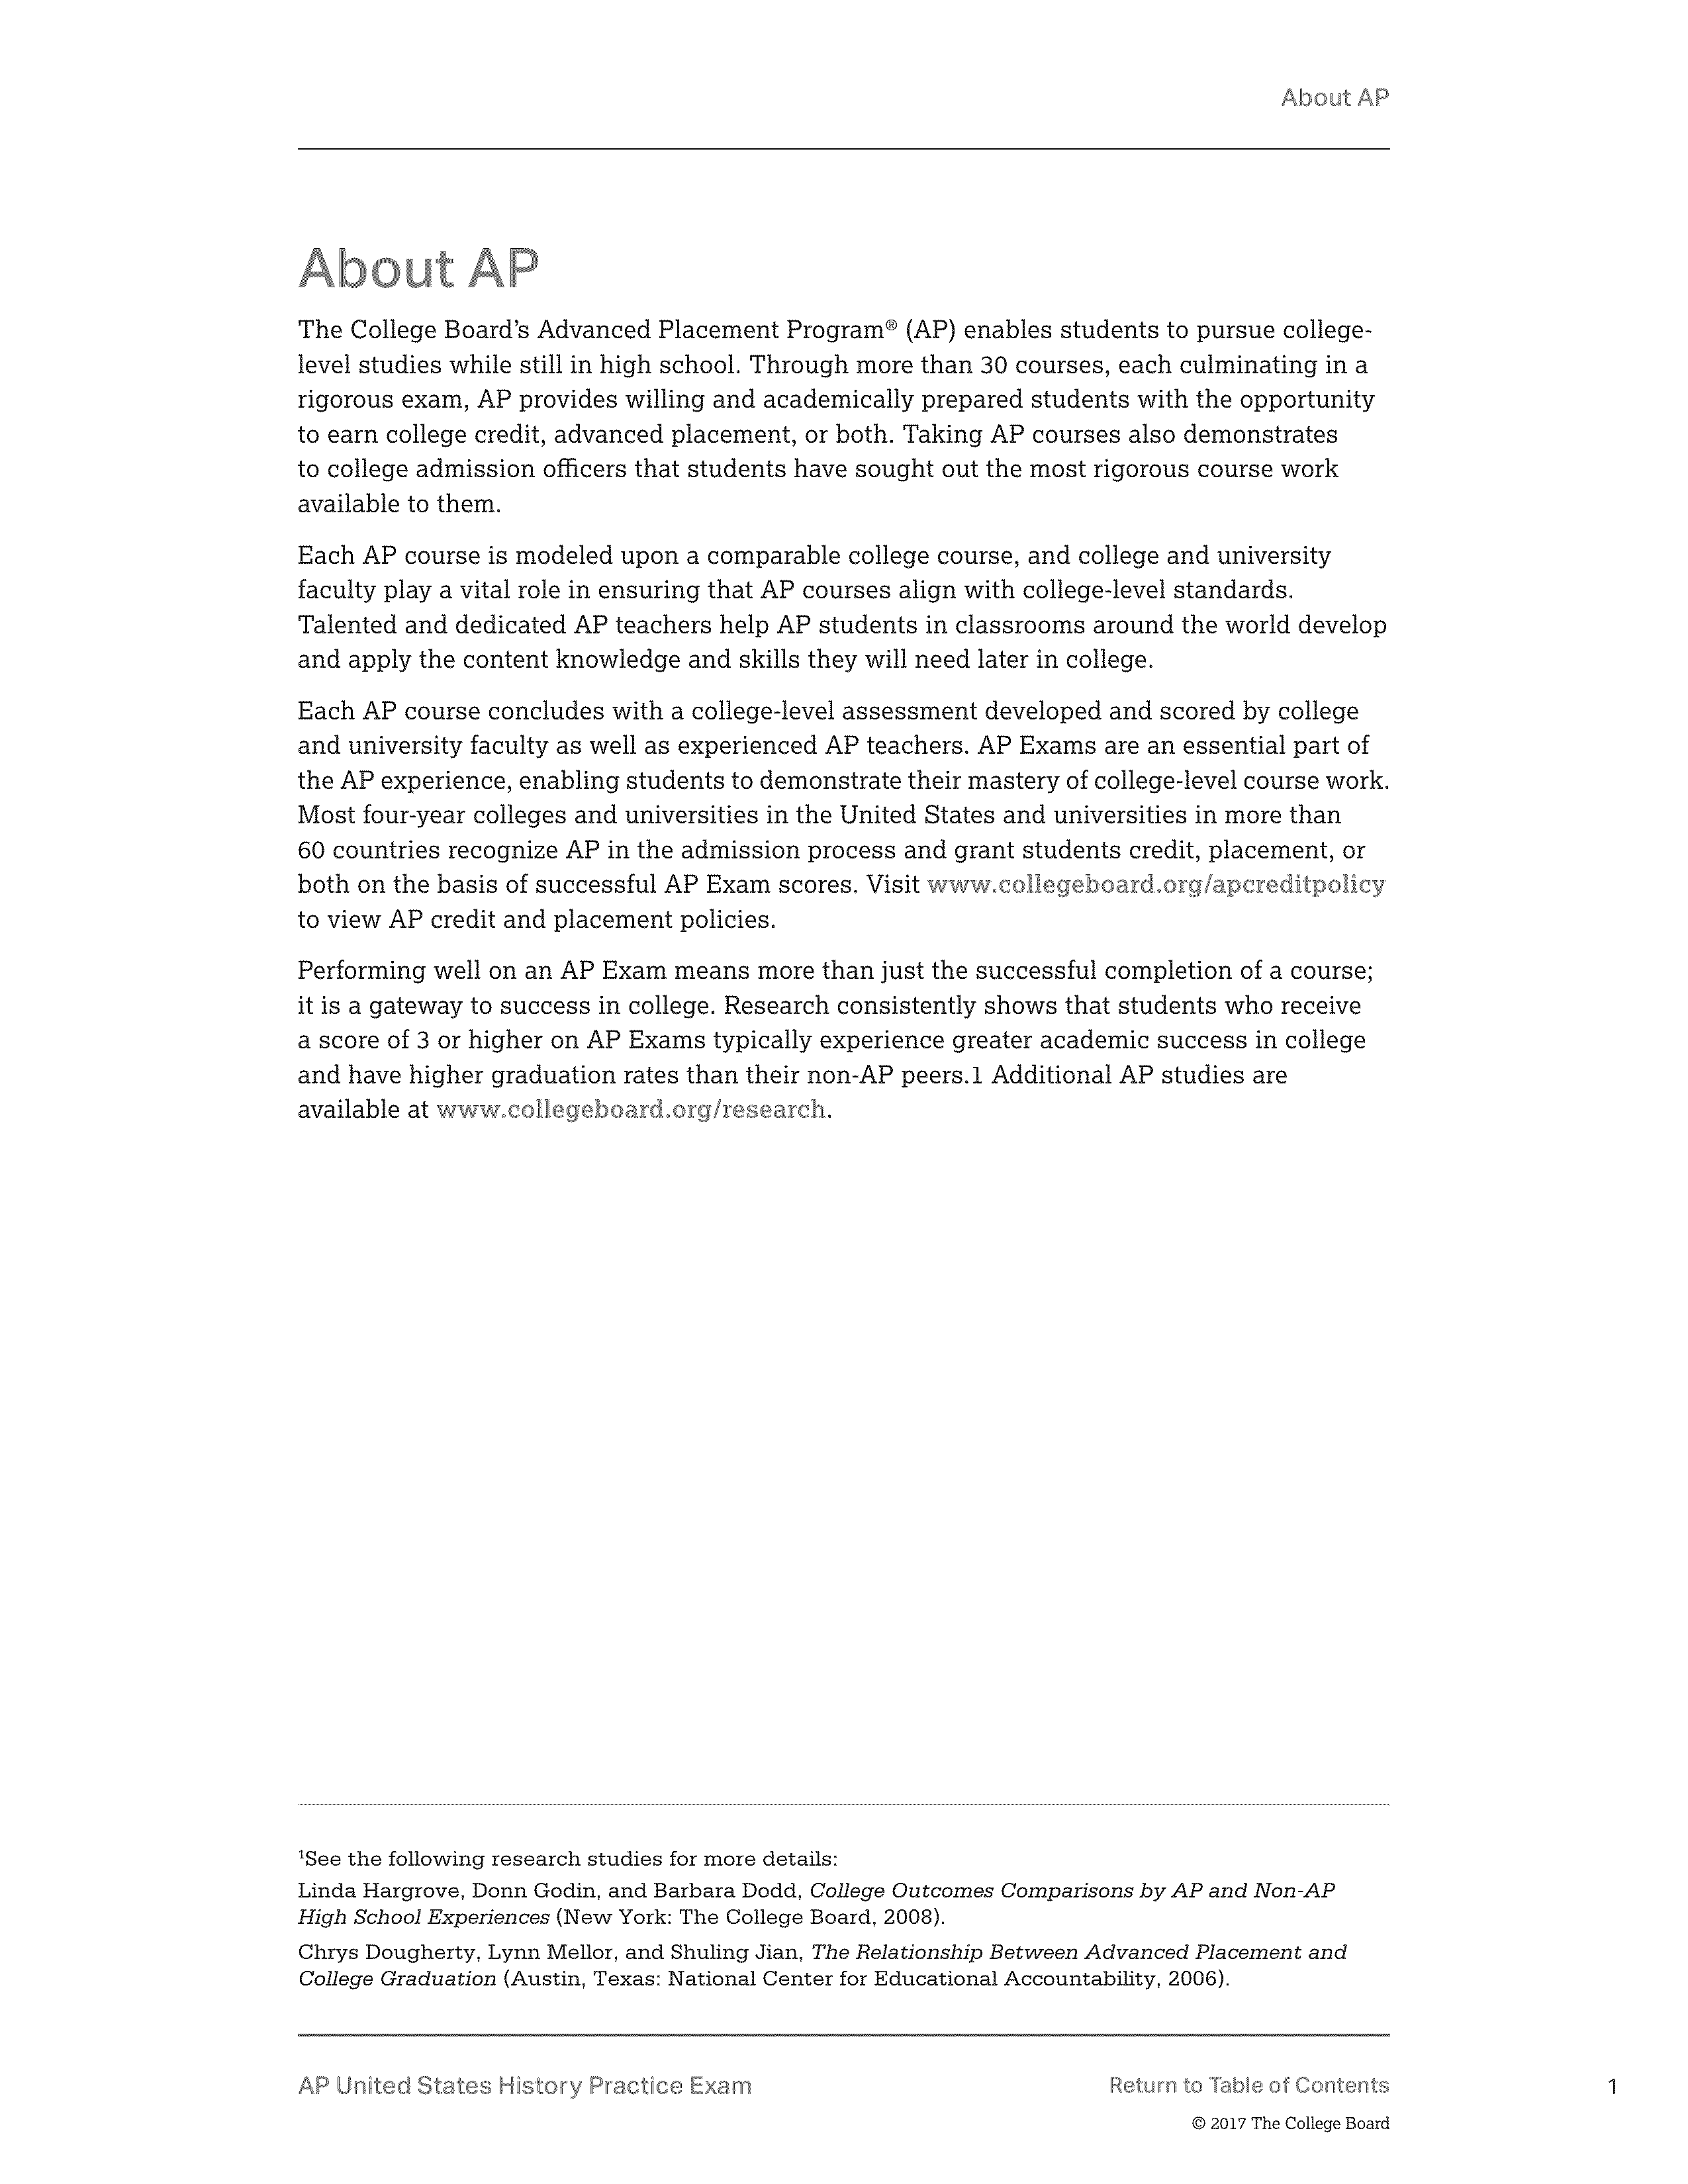 About AP
About AP
The College Board’s Advanced Placement Program® (AP) enables students to pursue college-
level studies while still in high school. Through more than 30 courses, each culminating in a
rigorous exam, AP provides willing and academically prepared students with the opportunity
to earn college credit, advanced placement, or both. Taking AP courses also demonstrates
to college admission officers that students have sought out the most rigorous course work
available to them.
Each AP course is modeled upon a comparable college course, and college and university
faculty play a vital role in ensuring that AP courses align with college-level standards.
Talented and dedicated AP teachers help AP students in classrooms around the world develop
and apply the content knowledge and skills they will need later in college.
Each AP course concludes with a college-level assessment developed and scored by college
and university faculty as well as experienced AP teachers. AP Exams are an essential part of
the AP experience, enabling students to demonstrate their mastery of college-level course work.
Most four-year colleges and universities in the United States and universities in more than
60 countries recognize AP in the admission process and grant students credit, placement, or
both on the basis of successful AP Exam scores. Visit www.collegeboard.org/apcreditpolicy
to view AP credit and placement policies.
Performing well on an AP Exam means more than just the successful completion of a course;
it is a gateway to success in college. Research consistently shows that students who receive
a score of 3 or higher on AP Exams typically experience greater academic success in college
and have higher graduation rates than their non-AP peers.1 Additional AP studies are
available at www.collegeboard.org/research.
¹See the following research studies for more details:
Linda Hargrove, Donn Godin, and Barbara Dodd, College Outcomes Comparisons by AP and Non-AP
High School Experiences (New York: The College Board, 2008).
Chrys Dougherty, Lynn Mellor, and Shuling Jian, The Relationship Between Advanced Placement and
College Graduation (Austin, Texas: National Center for Educational Accountability, 2006).
AP United States History Practice Exam
Return to Table of Contents
1
© 2017 The College Board